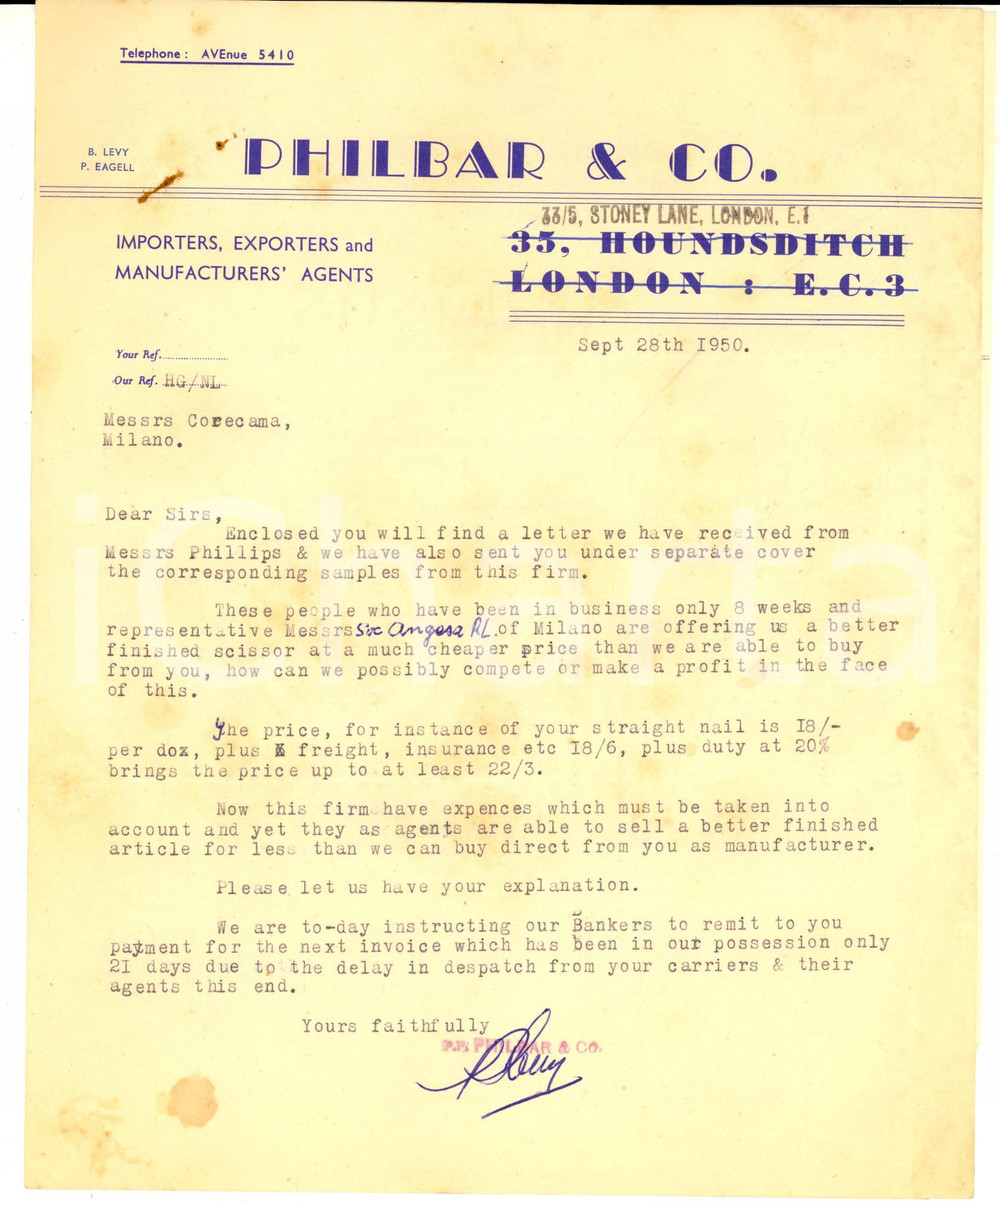 Telephone: AVEnue 5410
B. LEVY
P. EAGELL
PHILBAR & CO.
33/5, STONEY LANE, LONDON, E.1
35, HOUNDSDITCH
LONDON : E.C.3
IMPORTERS, EXPORTERS and
MANUFACTURERS' AGENTS
Sept 28th 1950.
Your Ref.
Our Ref. HG/NL
Messrs Corecama,
Milano.
Dear Sirs,
Enclosed you will find a letter we have received from
Messrs Phillips & we have also sent you under separate cover
the corresponding samples from this firm.
These people who have been in business only 8 weeks and
representative Messrs Sic Angosa RL. of Milano are offering us a better
finished scissor at a much cheaper price than we are able to buy
from you, how can we possibly compete or make a profit in the face
of this.
The price, for instance of your straight nail is 18/-
per doz, plus freight, insurance etc 18/6, plus duty at 20%
brings the price up to at least 22/3.
Now this firm have expences which must be taken into
account and yet they as agents are able to sell a better finished
article for less than we can buy direct from you as manufacturer.
Please let us have your explanation.
We are to-day instructing our Bankers to remit to you
payment for the next invoice which has been in our possession only
21 days due to the delay in despatch from your carriers & their
agents this end.
Yours faithfully
P.P. PHILBAR & CO.
BLevy